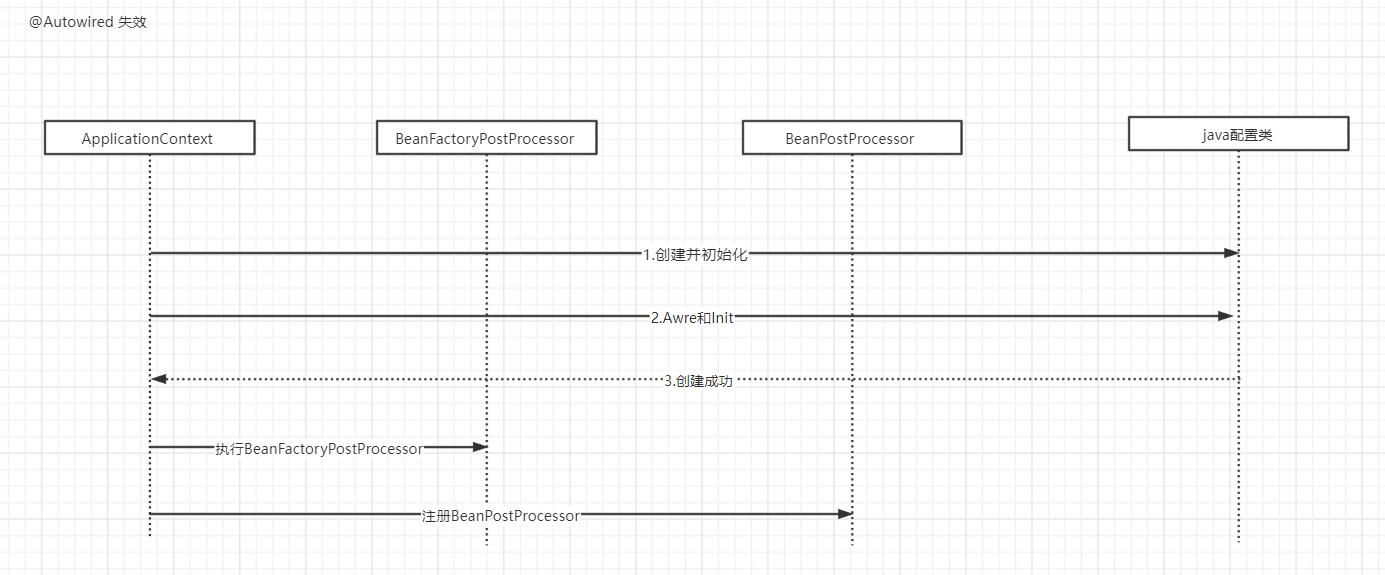 @Autowired 失效
ApplicationContext
BeanFactoryPostProcessor
BeanPostProcessor
java配置类
1.创建并初始化
2.Awre和Init
3.创建成功
执行BeanFactoryPostProcessor
注册BeanPostProcessor